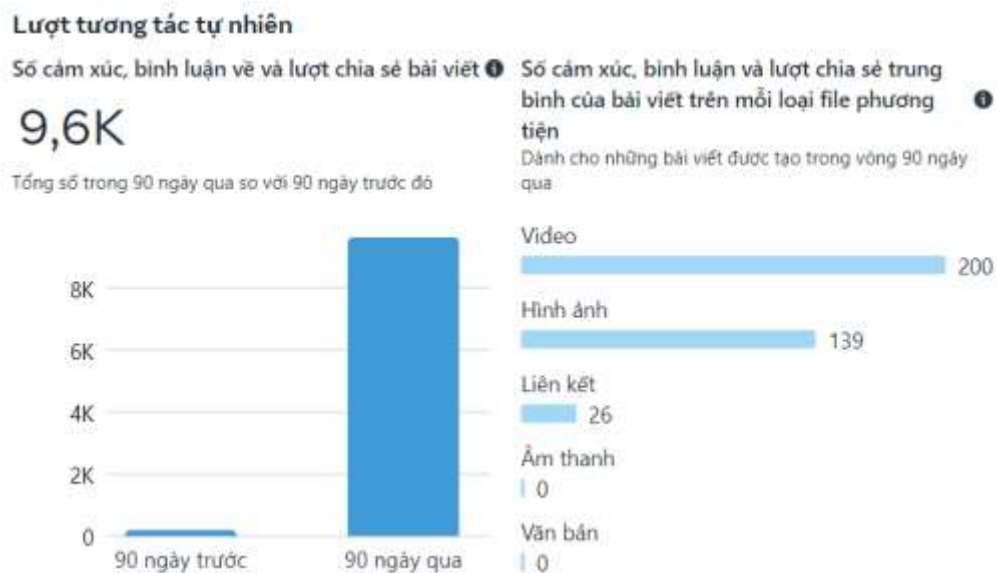 Lượt tương tác tự nhiên
Số cảm xúc, bình luận về và lượt chia sẻ bài viết
9,6K
Tổng số trong 90 ngày qua so với 90 ngày trước đó
8K
6K
4K
2K
0
90 ngày trước
90 ngày qua
Số cảm xúc, bình luận và lượt chia sẻ trung
bình của bài viết trên mỗi loại file phương
tiện
Dành cho những bài viết được tạo trong vòng 90 ngày
qua
Video
200
Hình ảnh
139
Liên kết
26
Âm thanh
0
Văn bản
0